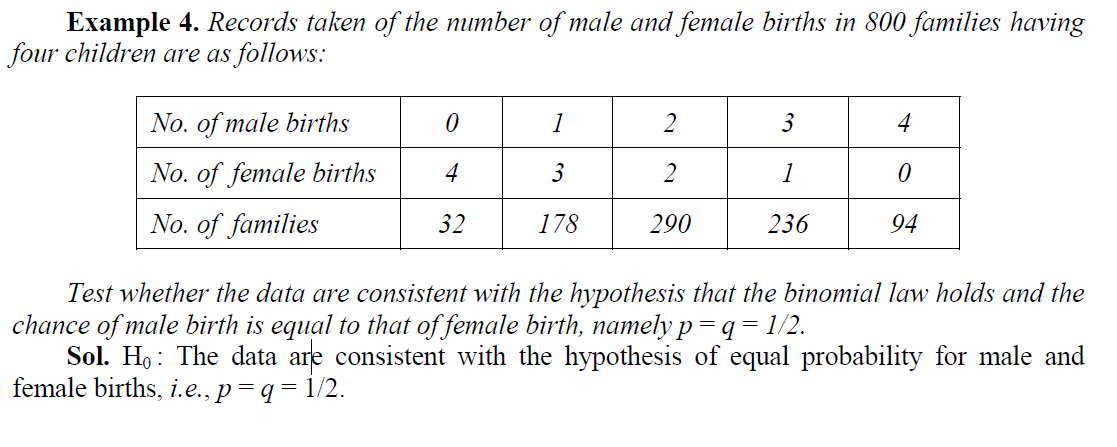 Example 4. Records taken of the number of male and female births in 800 families having
four children are as follows:
No. of male births 0 1 2 3 4
No. of female births 4 3 2 1 0
No. of families 32 178 290 236 94
Test whether the data are consistent with the hypothesis that the binomial law holds and the
chance of male birth is equal to that of female birth, namely p = q = 1/2.
Sol. H₀ : The data are consistent with the hypothesis of equal probability for male and
female births, i.e., p = q = 1/2.